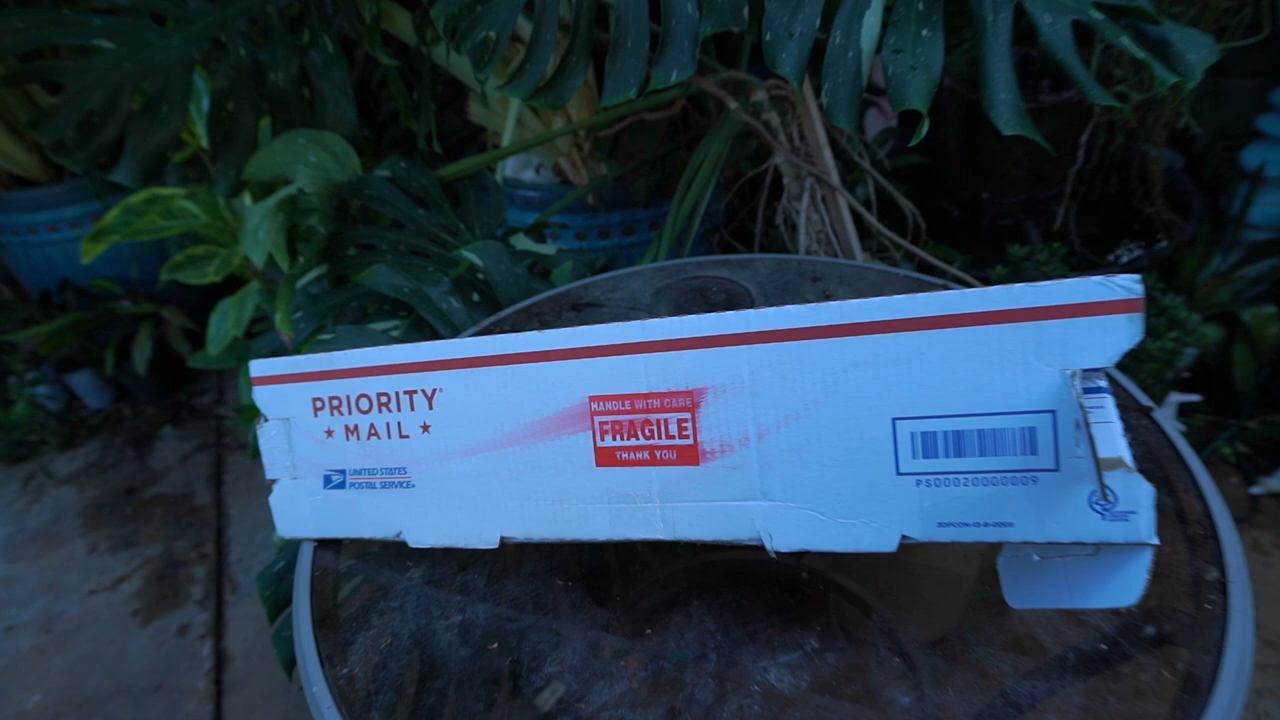 PRIORITY®
★ MAIL ★
UNITED STATES
POSTAL SERVICE®
HANDLE WITH CARE
FRAGILE
THANK YOU
PS00020000009